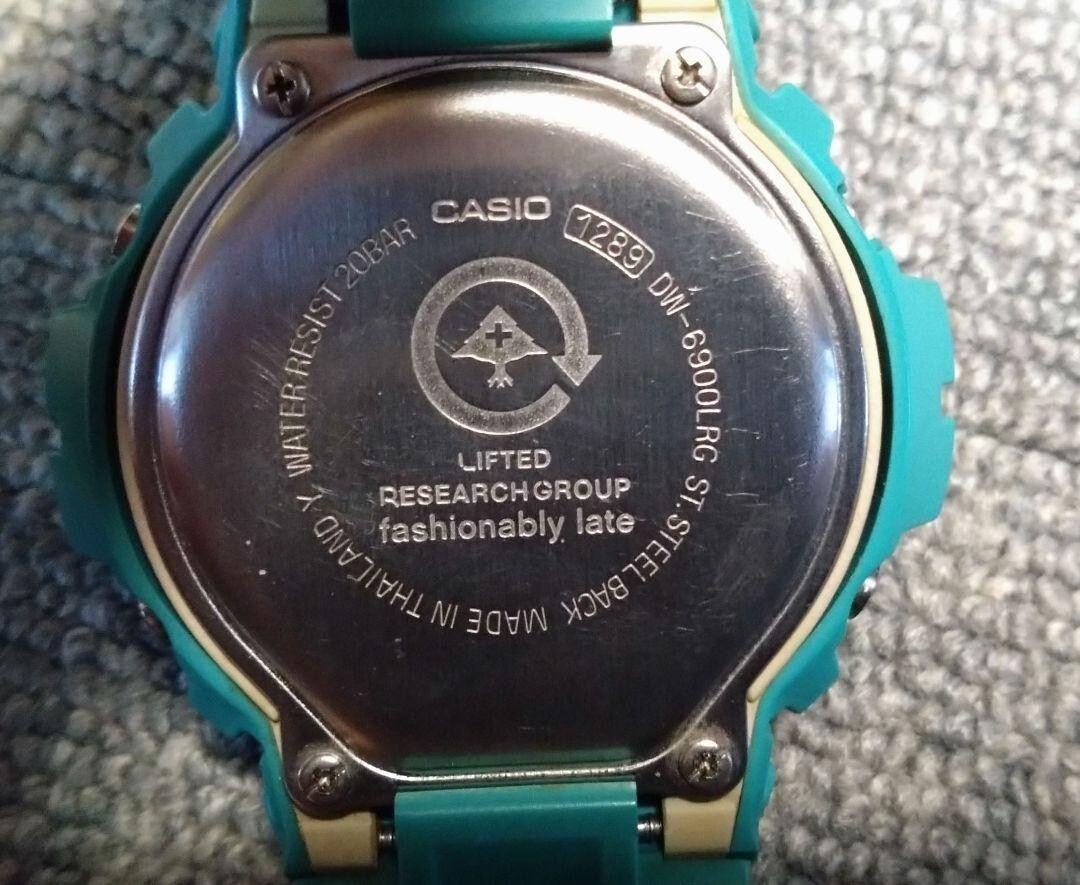 CASIO
1289 DW-6900LRG ST.STEEL BACK MADE IN THAILAND Y WATER RESIST 20BAR
LIFTED
RESEARCH GROUP
fashionably late